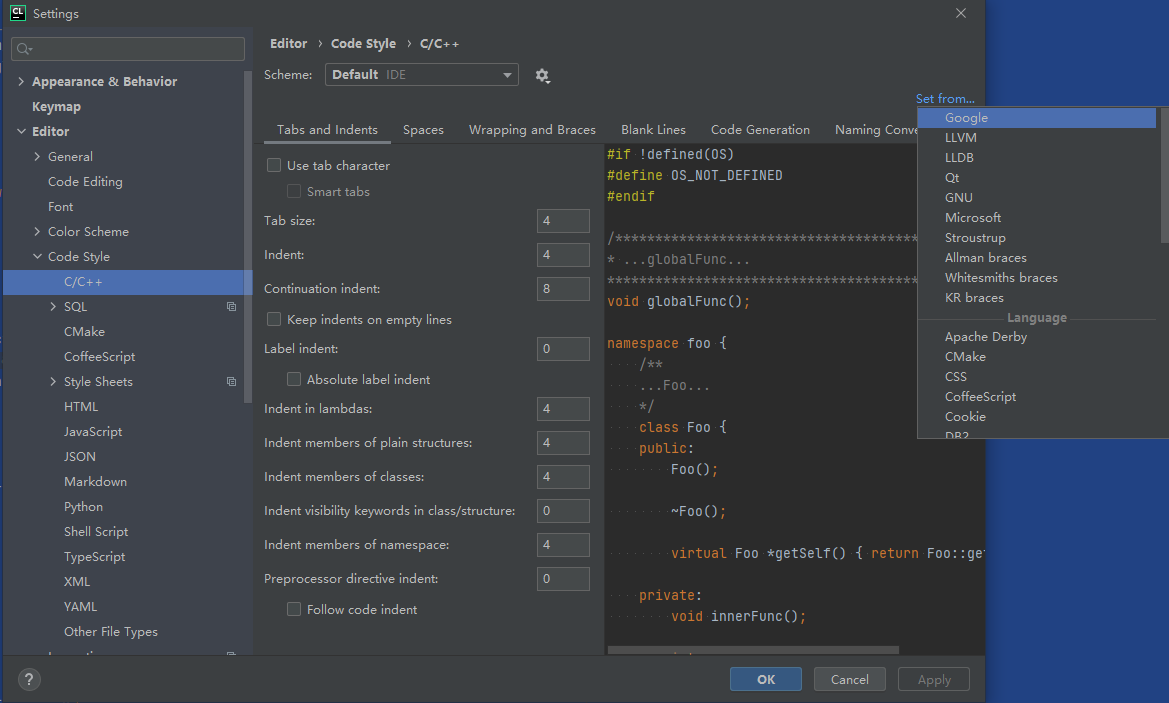 CL Settings
Editor › Code Style › C/C++
Scheme: Default IDE
Set from...
Appearance & Behavior
Keymap
Editor
General
Code Editing
Font
Color Scheme
Code Style
C/C++
SQL
CMake
CoffeeScript
Style Sheets
HTML
JavaScript
JSON
Markdown
Python
Shell Script
TypeScript
XML
YAML
Other File Types
Tabs and Indents Spaces Wrapping and Braces Blank Lines Code Generation Naming Conve
Use tab character
Smart tabs
Tab size: 4
Indent: 4
Continuation indent: 8
Keep indents on empty lines
Label indent: 0
Absolute label indent
Indent in lambdas: 4
Indent members of plain structures: 4
Indent members of classes: 4
Indent visibility keywords in class/structure: 0
Indent members of namespace: 4
Preprocessor directive indent: 0
Follow code indent
#if !defined(OS)
#define OS_NOT_DEFINED
#endif
/**************************************
* ...globalFunc...
***************************************
void globalFunc();
namespace foo {
/**
...Foo...
*/
class Foo {
public:
Foo();
~Foo();
virtual Foo *getSelf() { return Foo::get
private:
void innerFunc();
Google
LLVM
LLDB
Qt
GNU
Microsoft
Stroustrup
Allman braces
Whitesmiths braces
KR braces
Language
Apache Derby
CMake
CSS
CoffeeScript
Cookie
DB2
? OK Cancel Apply